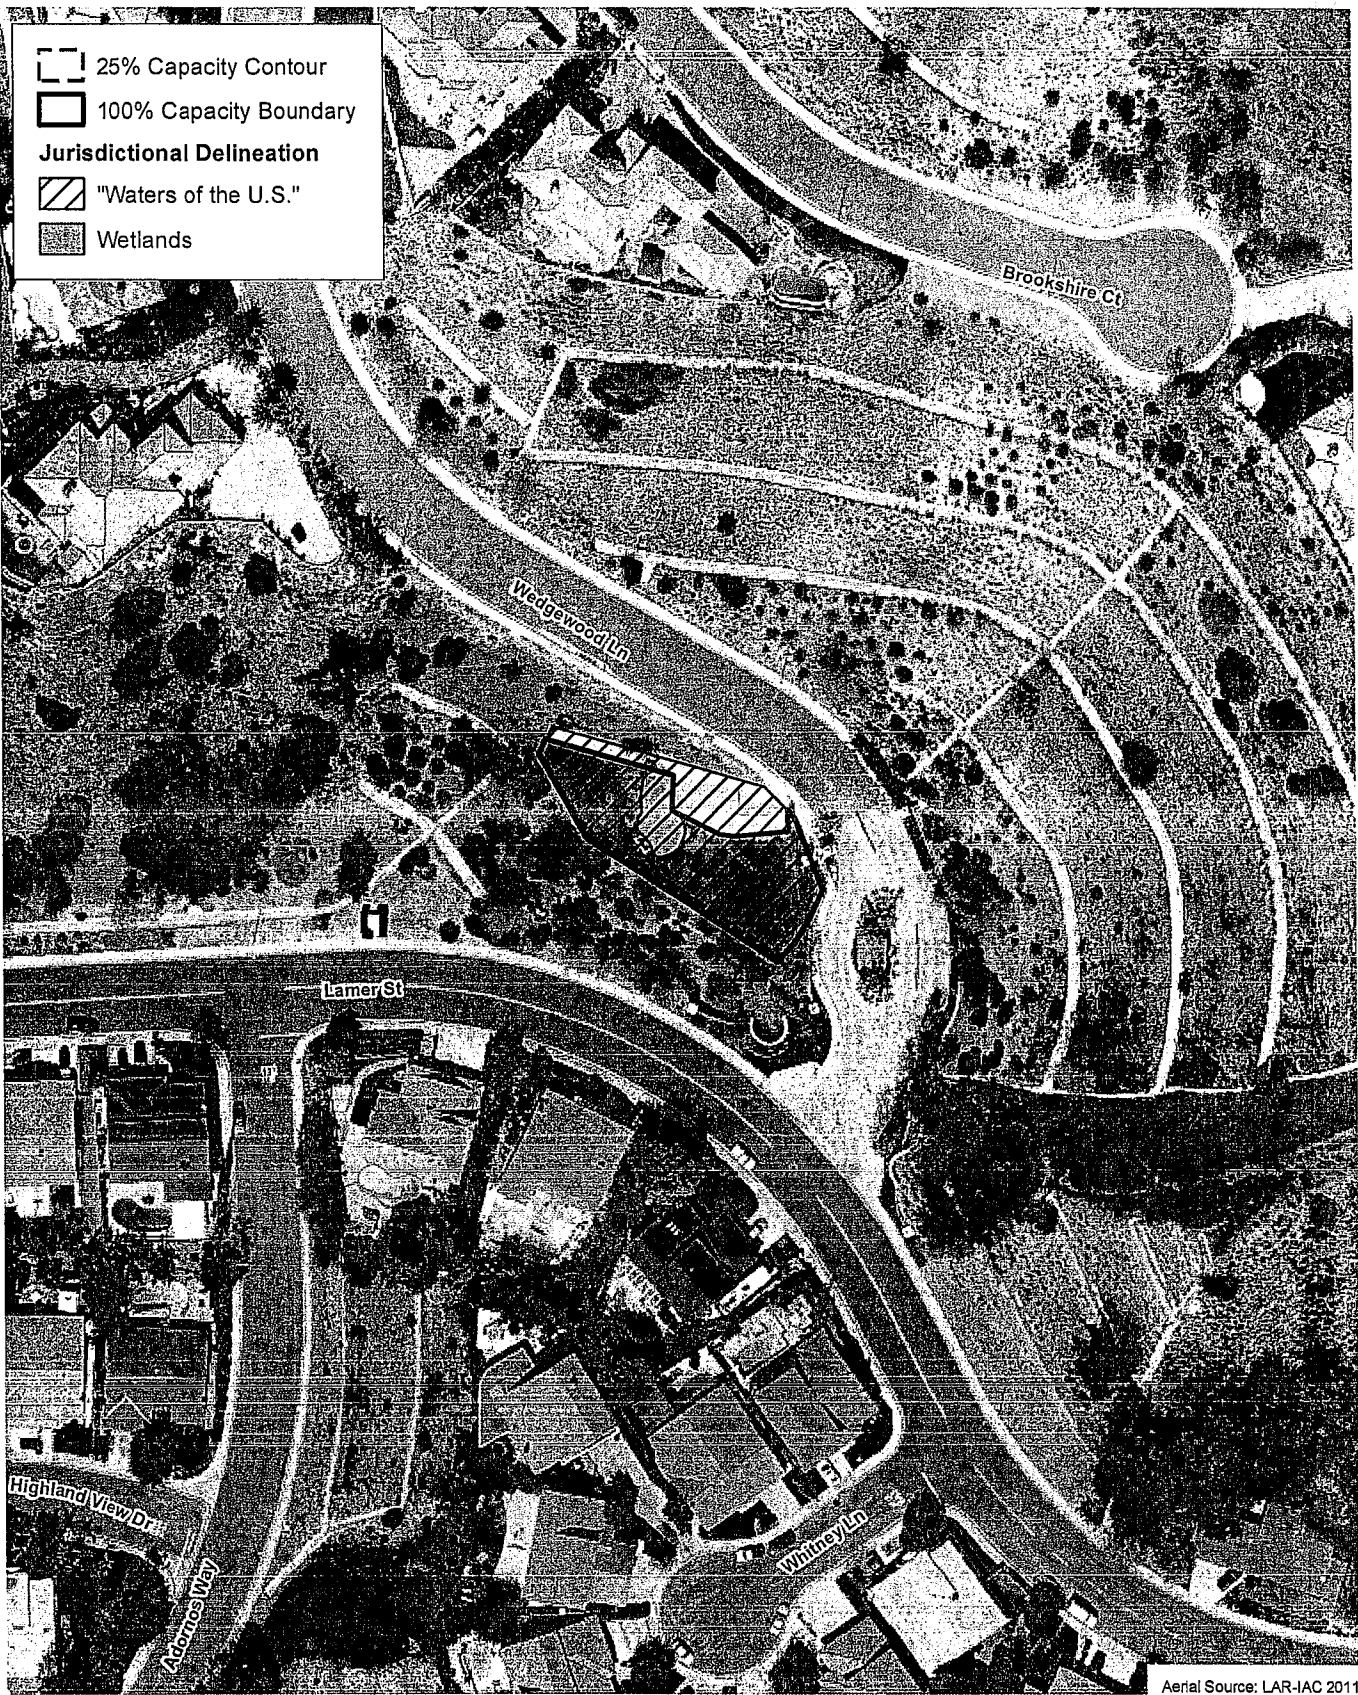 25% Capacity Contour
100% Capacity Boundary
Jurisdictional Delineation
"Waters of the U.S."
Wetlands
Brookshire Ct
Wedgewood Ln
Lamer St
Highland View Dr
Adornos Way
Whitney Ln
Aerial Source: LAR-IAC 2011